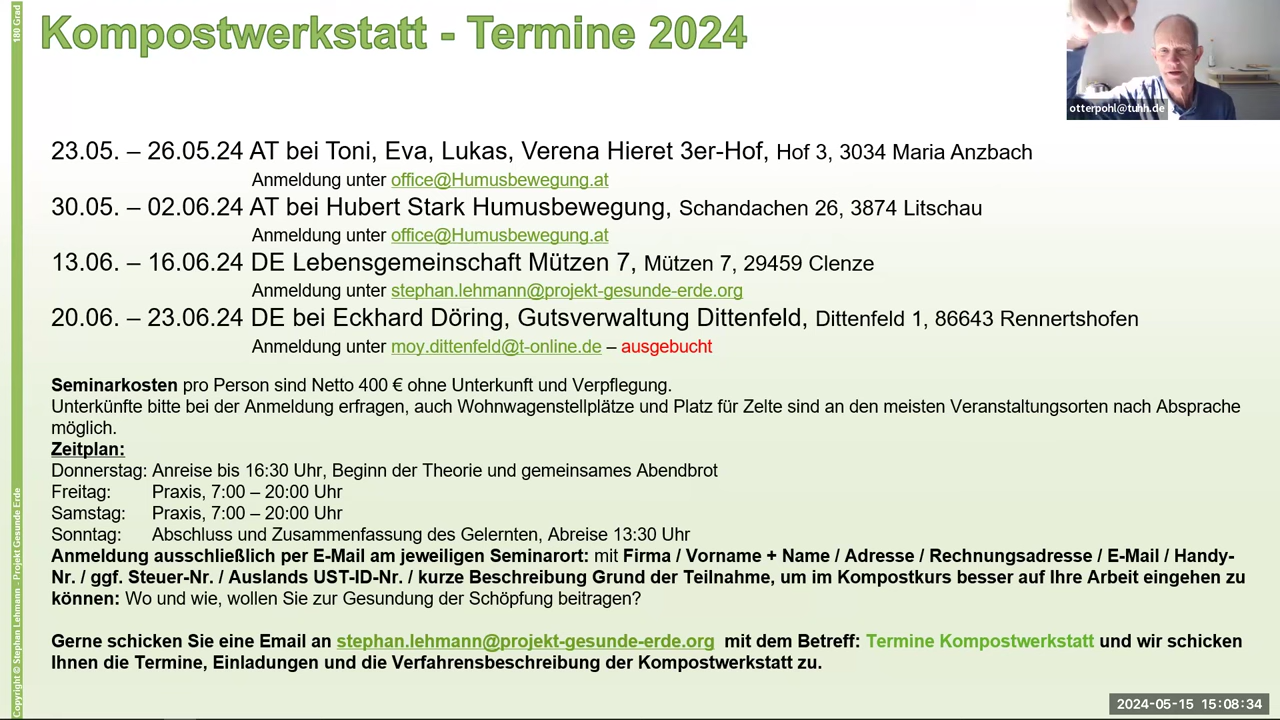 180 Grad
Kompostwerkstatt - Termine 2024
otterpohl@tuhh.de
23.05. – 26.05.24 AT bei Toni, Eva, Lukas, Verena Hieret 3er-Hof, Hof 3, 3034 Maria Anzbach
Anmeldung unter office@Humusbewegung.at
30.05. – 02.06.24 AT bei Hubert Stark Humusbewegung, Schandachen 26, 3874 Litschau
Anmeldung unter office@Humusbewegung.at
13.06. – 16.06.24 DE Lebensgemeinschaft Mützen 7, Mützen 7, 29459 Clenze
Anmeldung unter stephan.lehmann@projekt-gesunde-erde.org
20.06. – 23.06.24 DE bei Eckhard Döring, Gutsverwaltung Dittenfeld, Dittenfeld 1, 86643 Rennertshofen
Anmeldung unter moy.dittenfeld@t-online.de – ausgebucht
Seminarkosten pro Person sind Netto 400 € ohne Unterkunft und Verpflegung.
Unterkünfte bitte bei der Anmeldung erfragen, auch Wohnwagenstellplätze und Platz für Zelte sind an den meisten Veranstaltungsorten nach Absprache
möglich.
Zeitplan:
Donnerstag: Anreise bis 16:30 Uhr, Beginn der Theorie und gemeinsames Abendbrot
Freitag: Praxis, 7:00 – 20:00 Uhr
Samstag: Praxis, 7:00 – 20:00 Uhr
Sonntag: Abschluss und Zusammenfassung des Gelernten, Abreise 13:30 Uhr
Anmeldung ausschließlich per E-Mail am jeweiligen Seminarort: mit Firma / Vorname + Name / Adresse / Rechnungsadresse / E-Mail / Handy-
Nr. / ggf. Steuer-Nr. / Auslands UST-ID-Nr. / kurze Beschreibung Grund der Teilnahme, um im Kompostkurs besser auf Ihre Arbeit eingehen zu
können: Wo und wie, wollen Sie zur Gesundung der Schöpfung beitragen?
Gerne schicken Sie eine Email an stephan.lehmann@projekt-gesunde-erde.org mit dem Betreff: Termine Kompostwerkstatt und wir schicken
Ihnen die Termine, Einladungen und die Verfahrensbeschreibung der Kompostwerkstatt zu.
Copyright © Stephan Lehmann - Projekt Gesunde Erde
2024-05-15 15:08:34